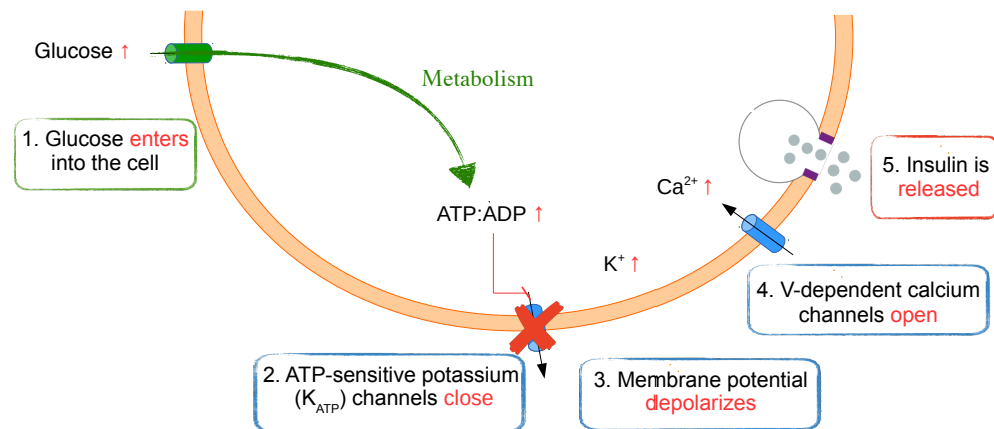 Glucose ↑
Metabolism
1. Glucose enters
into the cell
ATP:ADP ↑
Ca²⁺ ↑
K⁺ ↑
5. Insulin is
released
4. V-dependent calcium
channels open
2. ATP-sensitive potassium
(K_ATP) channels close
3. Membrane potential
depolarizes